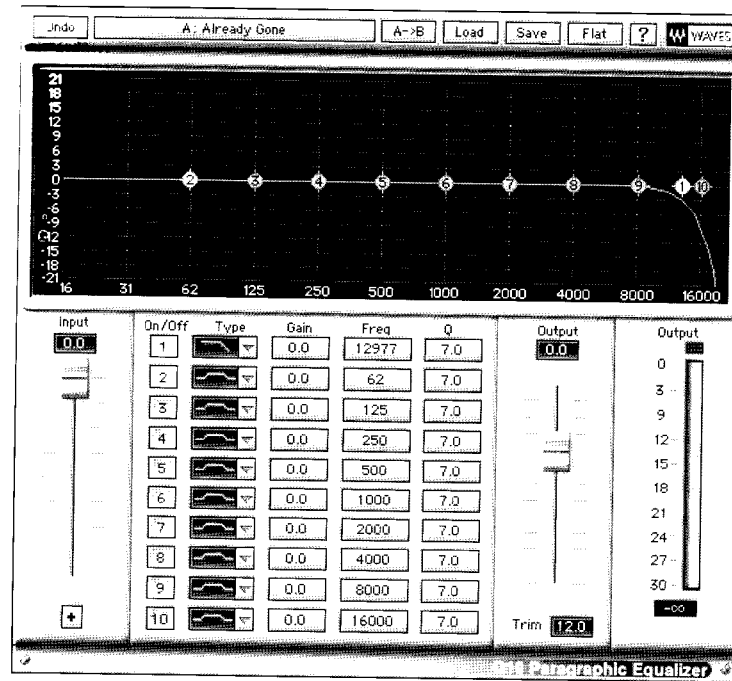 Undo A: Already Gone A->B Load Save Flat ? WAVES
21
18
15
12
9
6
3
0
-3
-6
-9
-12
-15
-18
-21
2 3 4 5 6 7 8 9 1 10
16 31 62 125 250 500 1000 2000 4000 8000 16000
Input
0.0
On/Off Type Gain Freq Q
1 0.0 12977 7.0
2 0.0 62 7.0
3 0.0 125 7.0
4 0.0 250 7.0
5 0.0 500 7.0
6 0.0 1000 7.0
7 0.0 2000 7.0
8 0.0 4000 7.0
9 0.0 8000 7.0
10 0.0 16000 7.0
+
Output
0.0
Trim 12.0
Output
0
3
9
12
15
18
21
24
27
30
-∞
Paragraphic Equalizer